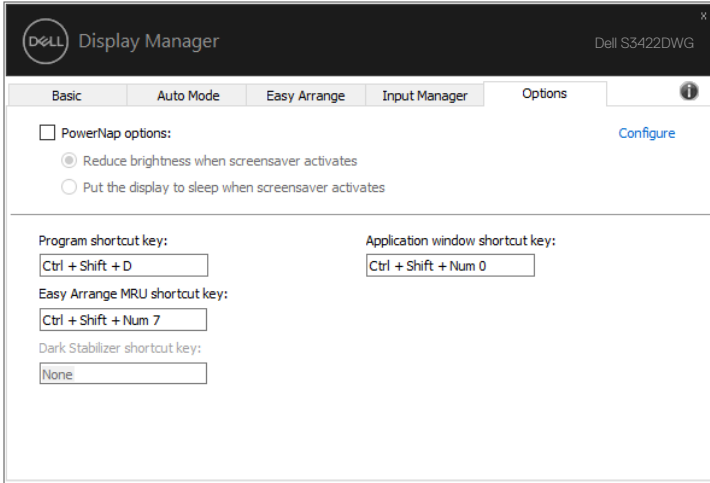 x
DELL Display Manager
Dell S3422DWG
Basic Auto Mode Easy Arrange Input Manager Options i
PowerNap options: Configure
Reduce brightness when screensaver activates
Put the display to sleep when screensaver activates
Program shortcut key: Application window shortcut key:
Ctrl + Shift + D Ctrl + Shift + Num 0
Easy Arrange MRU shortcut key:
Ctrl + Shift + Num 7
Dark Stabilizer shortcut key:
None